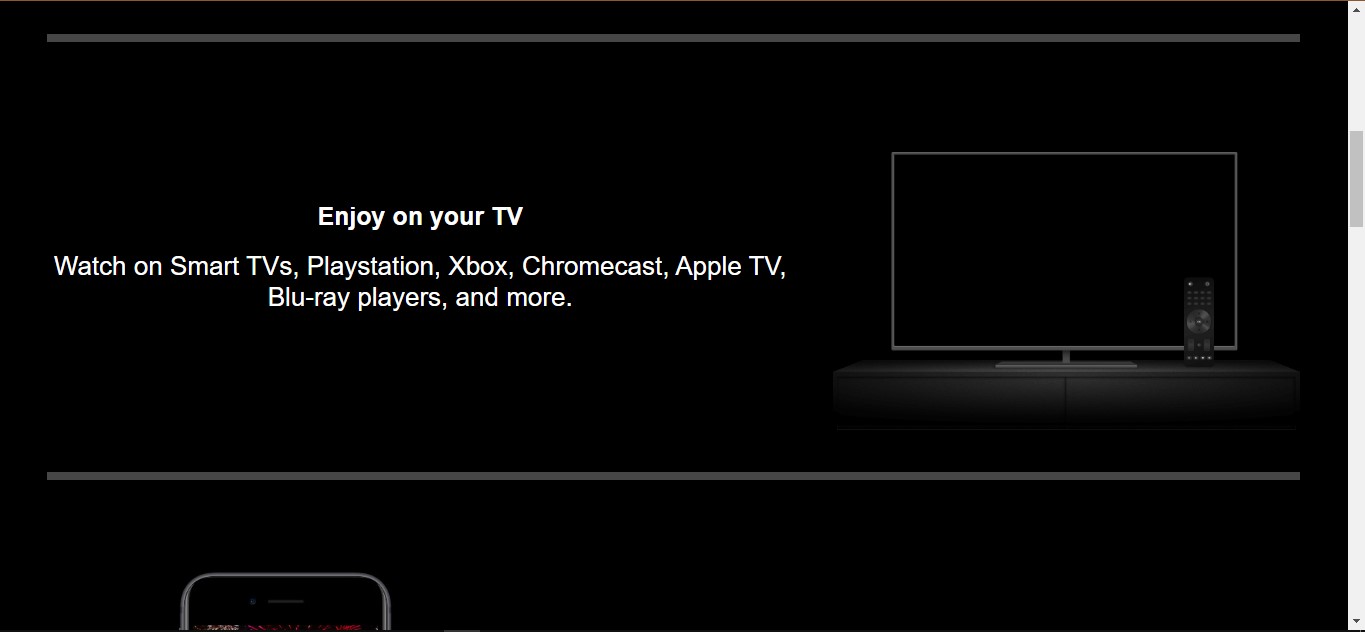 Enjoy on your TV
Watch on Smart TVs, Playstation, Xbox, Chromecast, Apple TV,
Blu-ray players, and more.